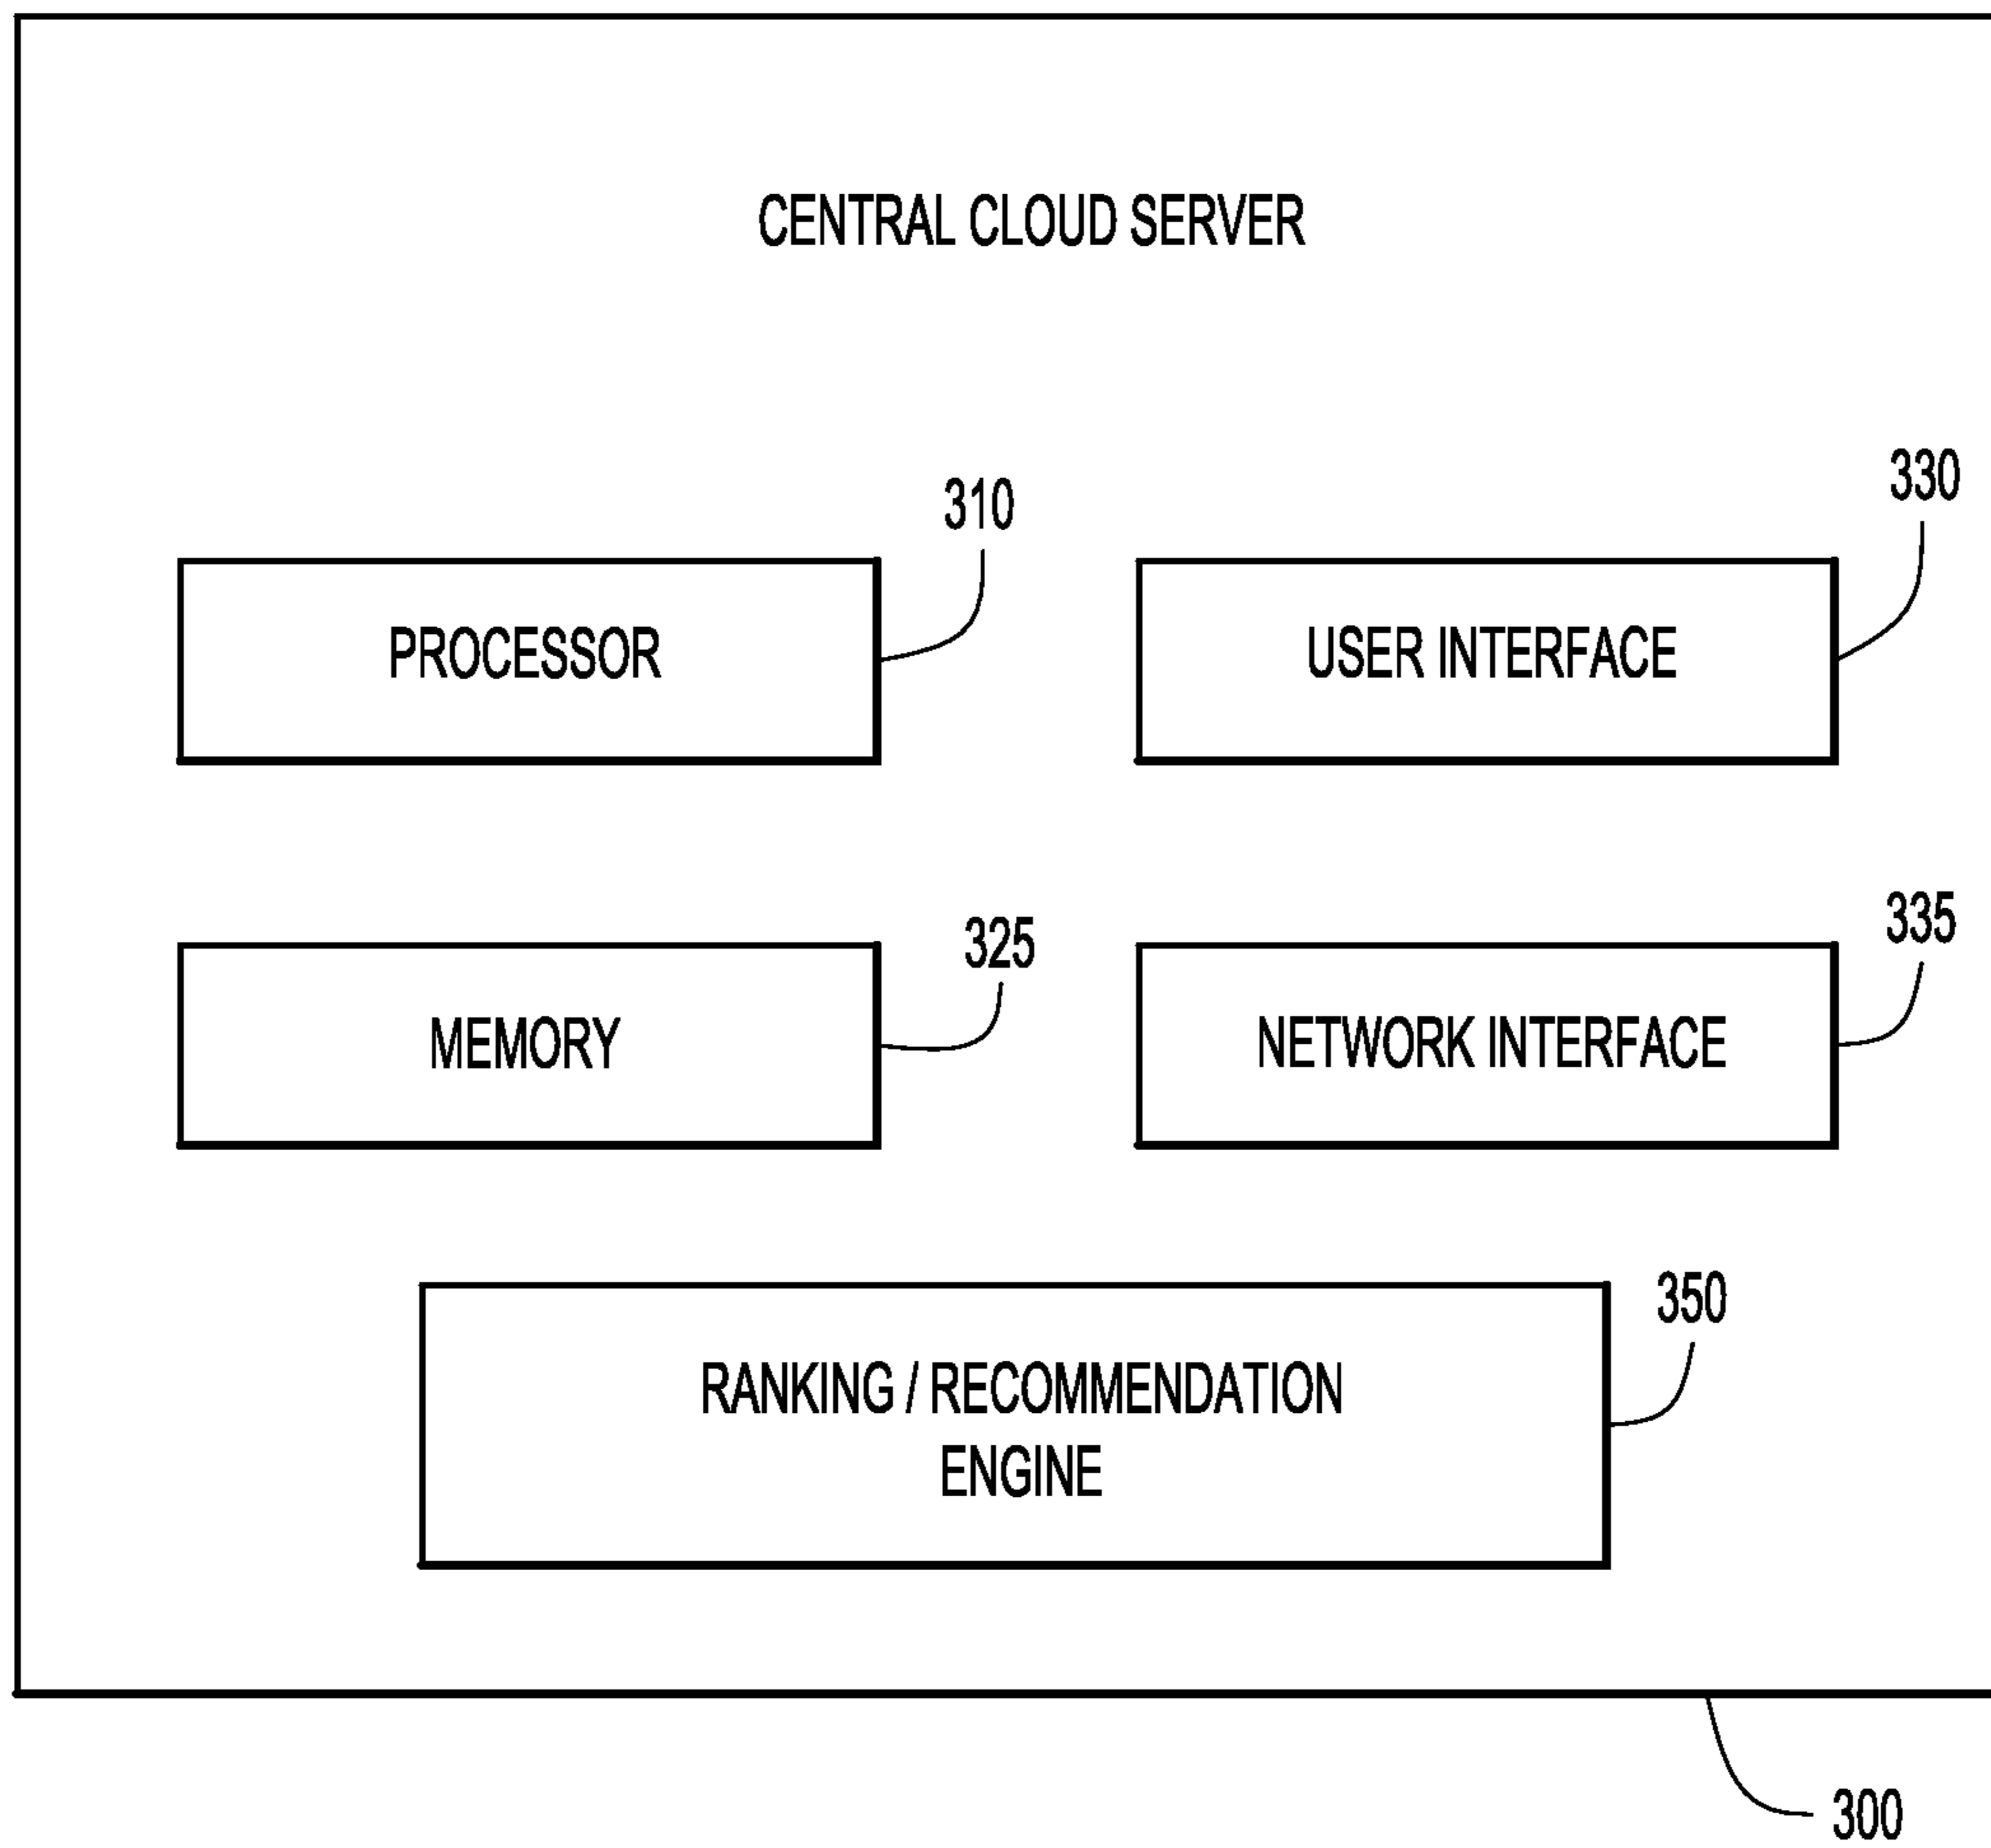 CENTRAL CLOUD SERVER
310
330
PROCESSOR
USER INTERFACE
325
335
MEMORY
NETWORK INTERFACE
350
RANKING / RECOMMENDATION
ENGINE
300